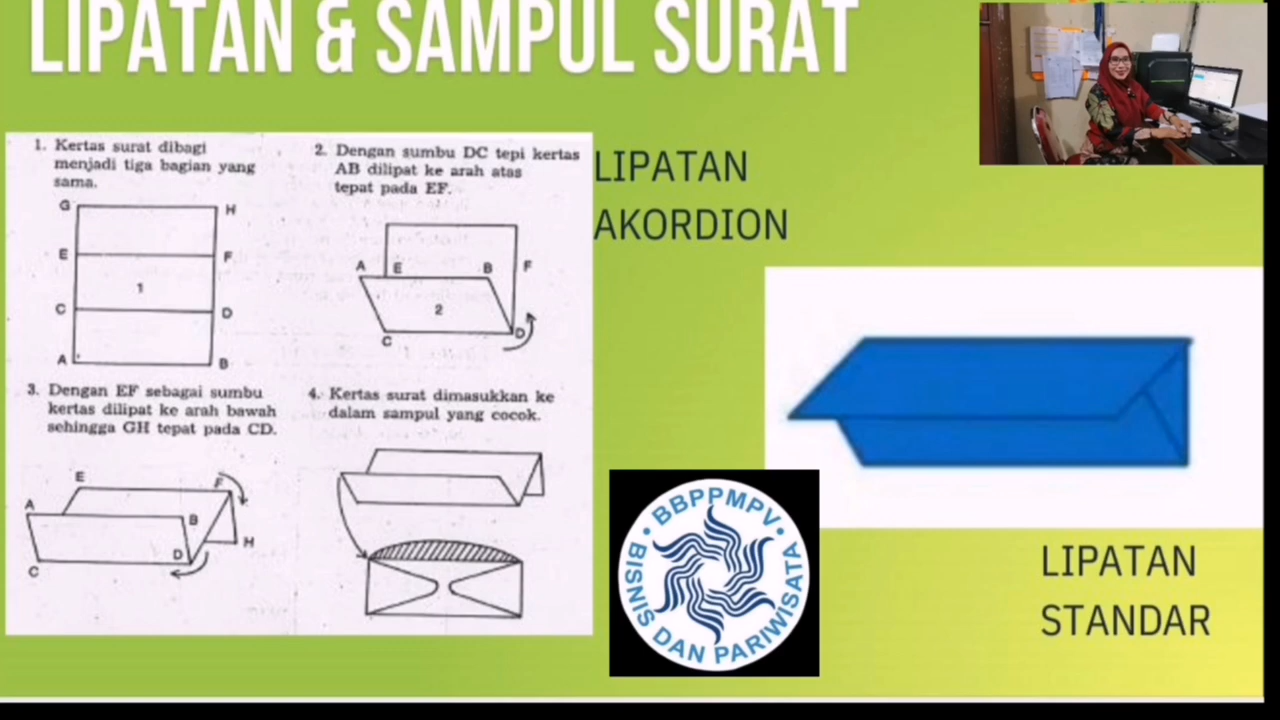 LIPATAN & SAMPUL SURAT
1. Kertas surat dibagi
menjadi tiga bagian yang
sama.
G
H
E
F
1
C
D
A
B
2. Dengan sumbu DC tepi kertas
AB dilipat ke arah atas
tepat pada EF.
A
E
B
F
2
C
D
LIPATAN
AKORDION
3. Dengan EF sebagai sumbu
kertas dilipat ke arah bawah
sehingga GH tepat pada CD.
E
F
A
B
D
H
C
4. Kertas surat dimasukkan ke
dalam sampul yang cocok.
BBPPMPV
BISNIS DAN PARIWISATA
LIPATAN
STANDAR